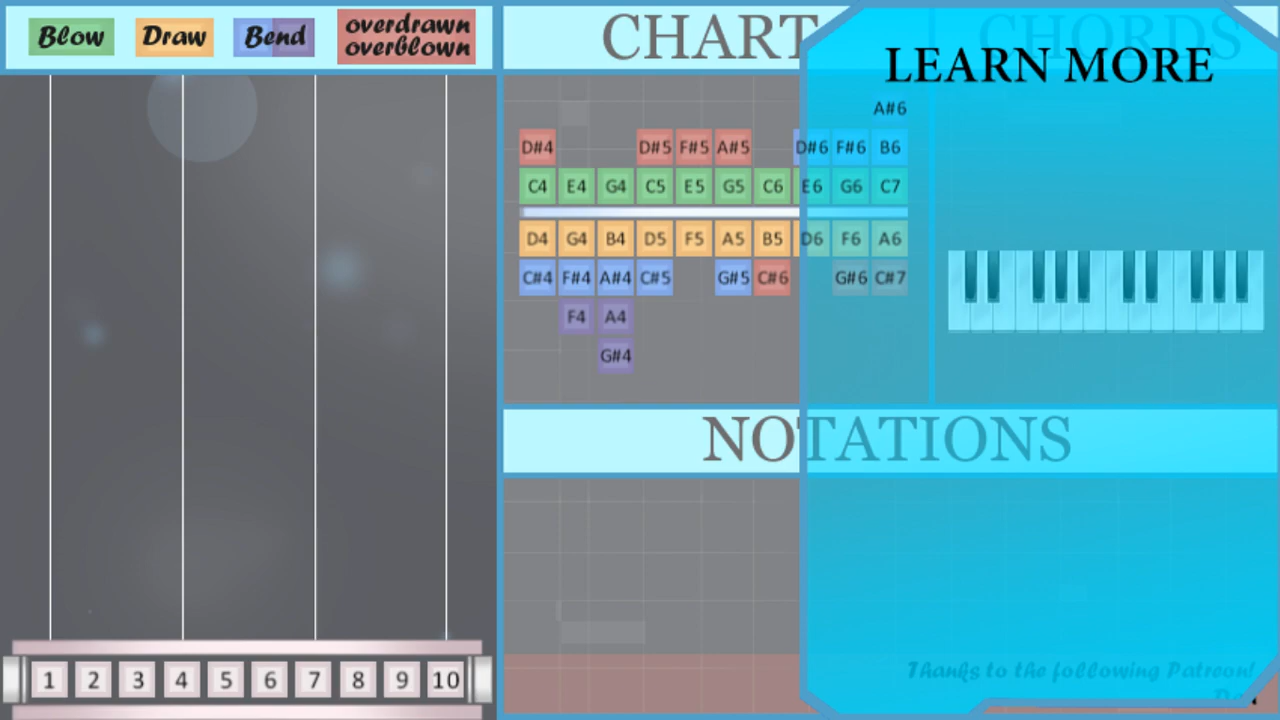 Blow Draw Bend overdrawn
overblown
CHART CHORDS
LEARN MORE
A#6
D#4 D#5 F#5 A#5 D#6 F#6 B6
C4 E4 G4 C5 E5 G5 C6 E6 G6 C7
D4 G4 B4 D5 F5 A5 B5 D6 F6 A6
C#4 F#4 A#4 C#5 G#5 C#6 G#6 C#7
F4 A4
G#4
NOTATIONS
Thanks to the following Patreon!
1 2 3 4 5 6 7 8 9 10